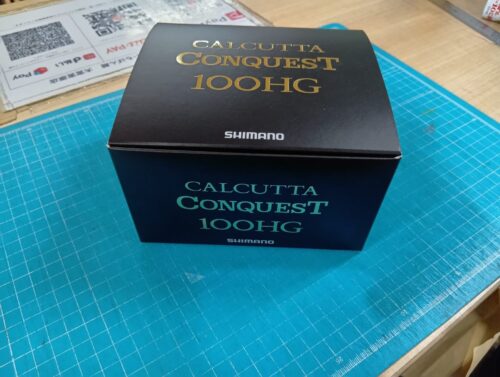 CALCUTTA
CONQUEST
100HG
SHIMANO
CALCUTTA
CONQUEST
100HG
SHIMANO